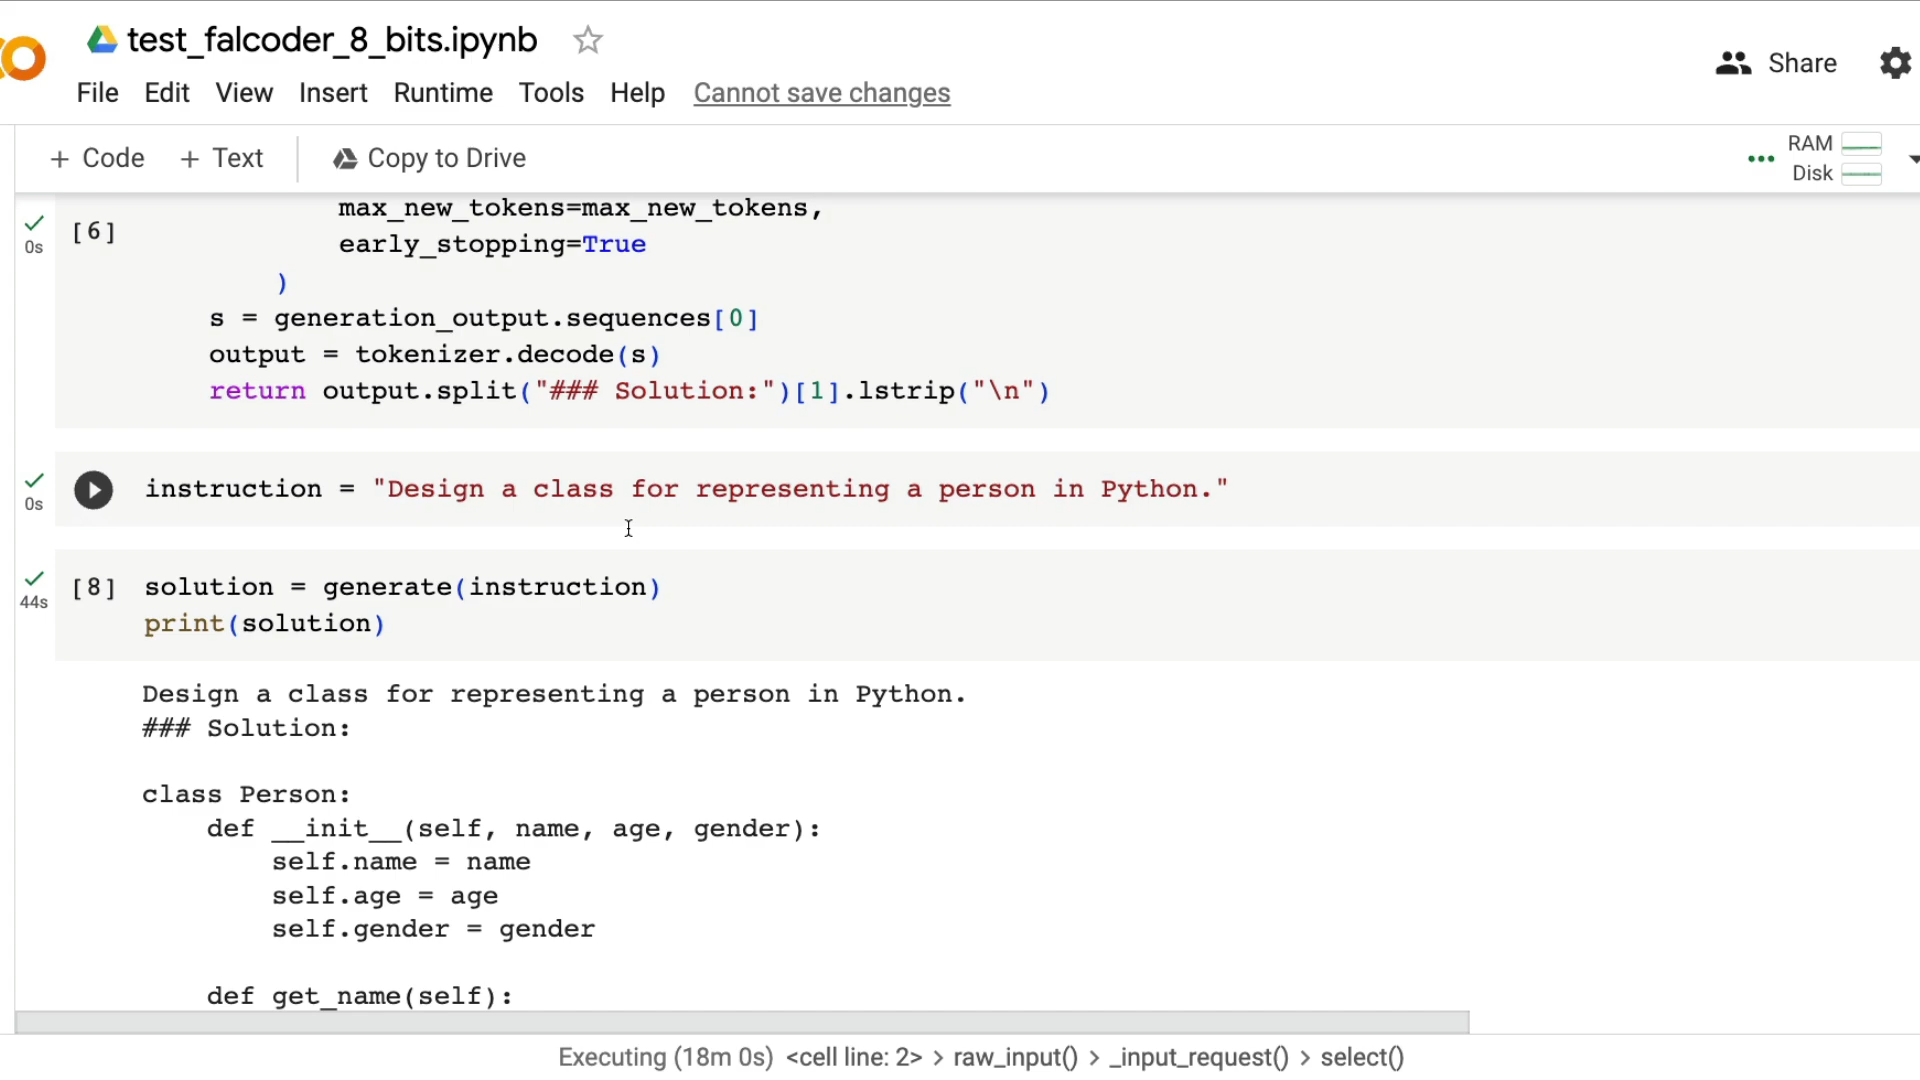 test_falcoder_8_bits.ipynb
File Edit View Insert Runtime Tools Help Cannot save changes
Share
+ Code + Text Copy to Drive
RAM
Disk
max_new_tokens=max_new_tokens,
[6]
0s
early_stopping=True
)
s = generation_output.sequences[0]
output = tokenizer.decode(s)
return output.split("### Solution:")[1].lstrip("\n")
instruction = "Design a class for representing a person in Python."
0s
[8] solution = generate(instruction)
44s
print(solution)
Design a class for representing a person in Python.
### Solution:
class Person:
def __init__(self, name, age, gender):
self.name = name
self.age = age
self.gender = gender
def get_name(self):
Executing (18m 0s) <cell line: 2> > raw_input() > _input_request() > select()